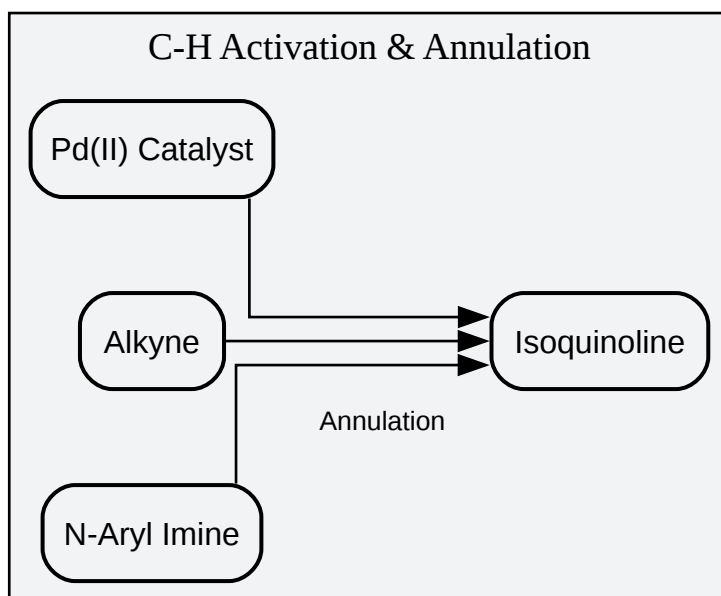 C-H Activation & Annulation
Pd(II) Catalyst
Alkyne
Isoquinoline
Annulation
N-Aryl Imine